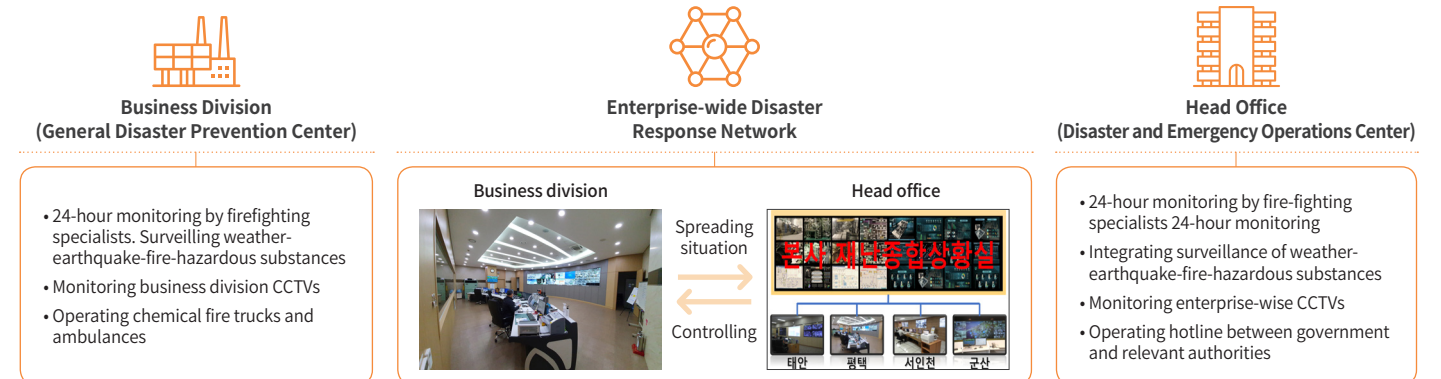 Business Division
(General Disaster Prevention Center)
• 24-hour monitoring by firefighting
specialists. Surveilling weather-
earthquake-fire-hazardous substances
• Monitoring business division CCTVs
• Operating chemical fire trucks and
ambulances
Enterprise-wide Disaster
Response Network
Business division
Spreading
situation
Controlling
Head office
본사 재난종합상황실
태안
평택
서인천
군산
Head Office
(Disaster and Emergency Operations Center)
• 24-hour monitoring by fire-fighting
specialists 24-hour monitoring
• Integrating surveillance of weather-
earthquake-fire-hazardous substances
• Monitoring enterprise-wise CCTVs
• Operating hotline between government
and relevant authorities